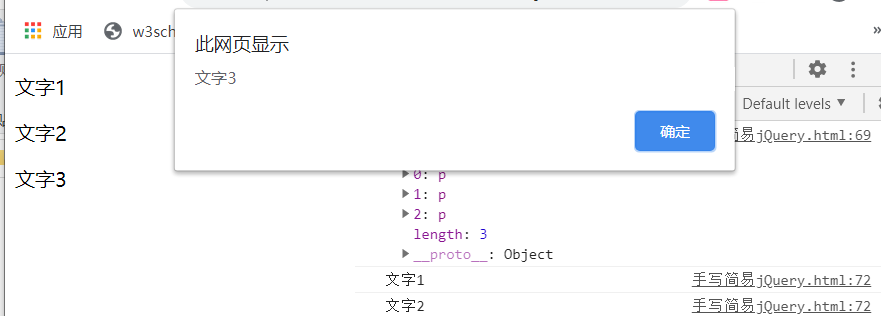 应用
w3sch
»
此网页显示
文字3
确定
Default levels ▼
简易jQuery.html:69
文字1
文字2
文字3
▶ 0: p
▶ 1: p
▶ 2: p
length: 3
▶ __proto__: Object
文字1 手写简易jQuery.html:72
文字2 手写简易jQuery.html:72